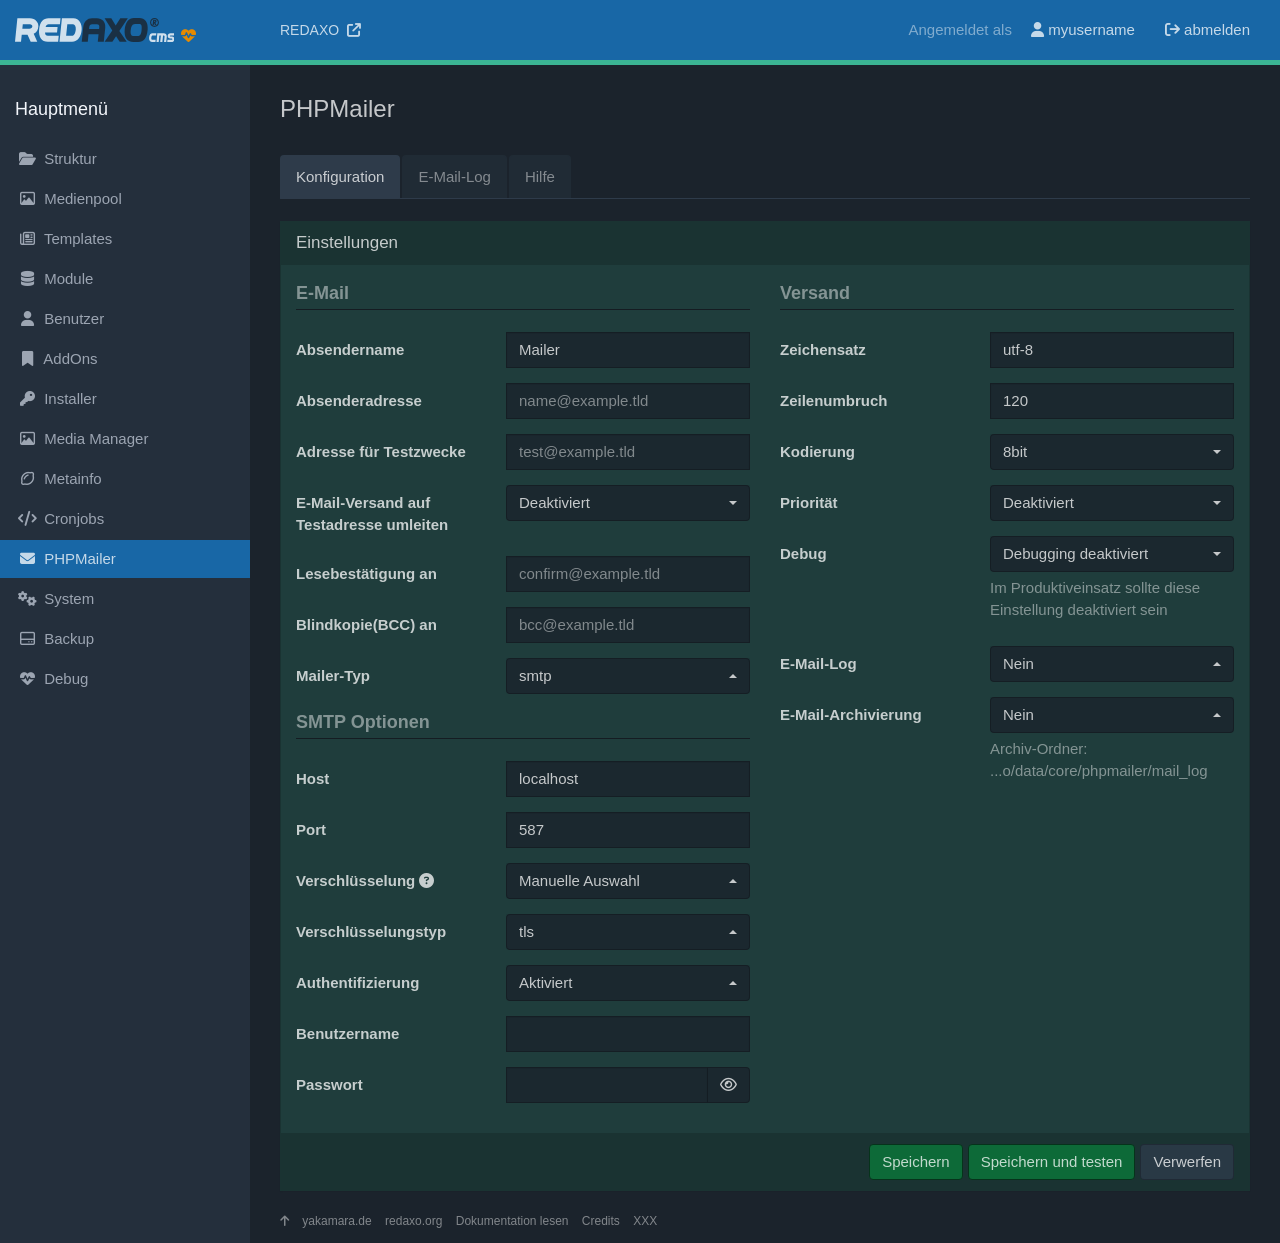 REDAXO® cms
REDAXO
Angemeldet als myusername abmelden
Hauptmenü
Struktur
Medienpool
Templates
Module
Benutzer
AddOns
Installer
Media Manager
Metainfo
Cronjobs
PHPMailer
System
Backup
Debug
PHPMailer
Konfiguration E-Mail-Log Hilfe
Einstellungen
E-Mail
Absendername Mailer
Absenderadresse name@example.tld
Adresse für Testzwecke test@example.tld
E-Mail-Versand auf Deaktiviert
Testadresse umleiten
Lesebestätigung an confirm@example.tld
Blindkopie(BCC) an bcc@example.tld
Mailer-Typ smtp
SMTP Optionen
Host localhost
Port 587
Verschlüsselung ? Manuelle Auswahl
Verschlüsselungstyp tls
Authentifizierung Aktiviert
Benutzername
Passwort
Versand
Zeichensatz utf-8
Zeilenumbruch 120
Kodierung 8bit
Priorität Deaktiviert
Debug Debugging deaktiviert
Im Produktiveinsatz sollte diese
Einstellung deaktiviert sein
E-Mail-Log Nein
E-Mail-Archivierung Nein
Archiv-Ordner:
...o/data/core/phpmailer/mail_log
Speichern Speichern und testen Verwerfen
yakamara.de redaxo.org Dokumentation lesen Credits XXX